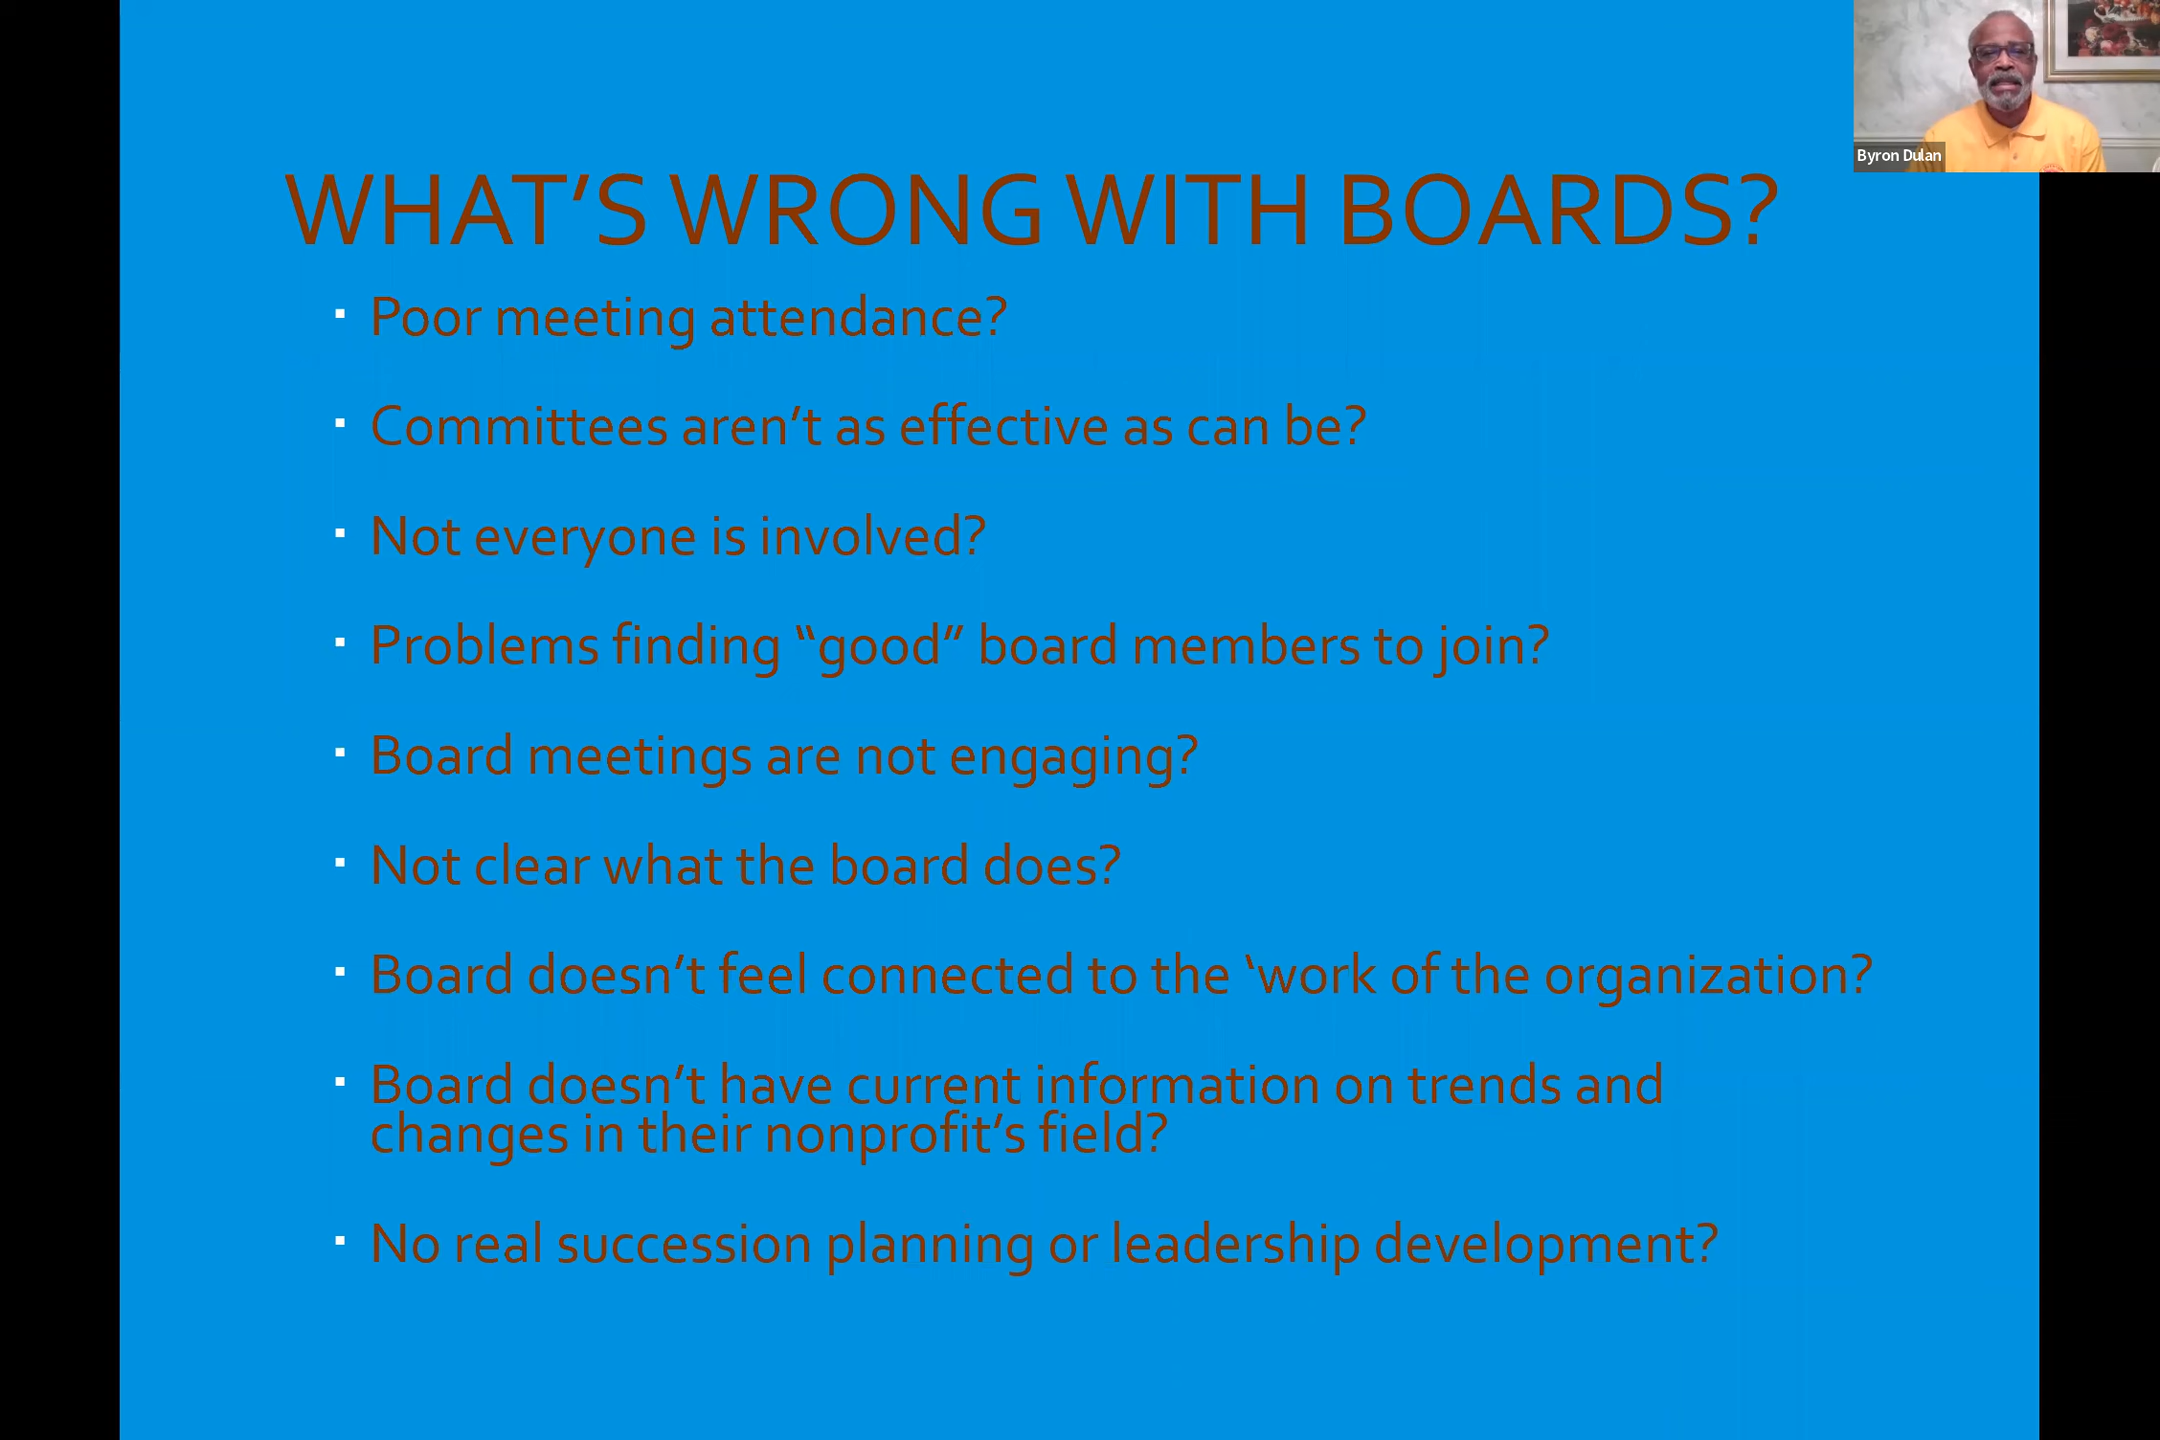 Byron Dulan
WHAT’S WRONG WITH BOARDS?
▪ Poor meeting attendance?
▪ Committees aren’t as effective as can be?
▪ Not everyone is involved?
▪ Problems finding “good” board members to join?
▪ Board meetings are not engaging?
▪ Not clear what the board does?
▪ Board doesn’t feel connected to the ‘work of the organization?
▪ Board doesn’t have current information on trends and
changes in their nonprofit’s field?
▪ No real succession planning or leadership development?